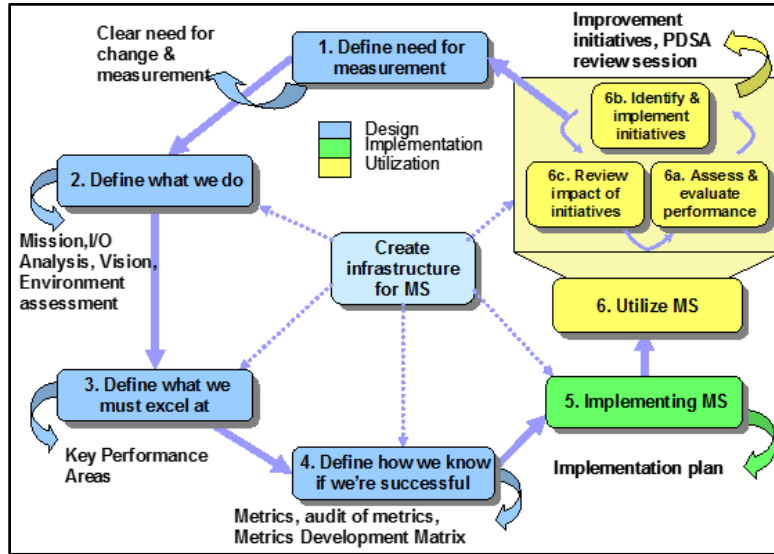 Clear need for
change &
measurement
1. Define need for
measurement
Improvement
initiatives, PDSA
review session
6b. Identify &
implement
initiatives
Design
Implementation
Utilization
2. Define what we do
6c. Review
impact of
initiatives
6a. Assess &
evaluate
performance
Mission,I/O
Analysis, Vision,
Environment
assessment
Create
infrastructure
for MS
6. Utilize MS
3. Define what we
must excel at
5. Implementing MS
Key Performance
Areas
4. Define how we know
if we're successful
Implementation plan
Metrics, audit of metrics,
Metrics Development Matrix